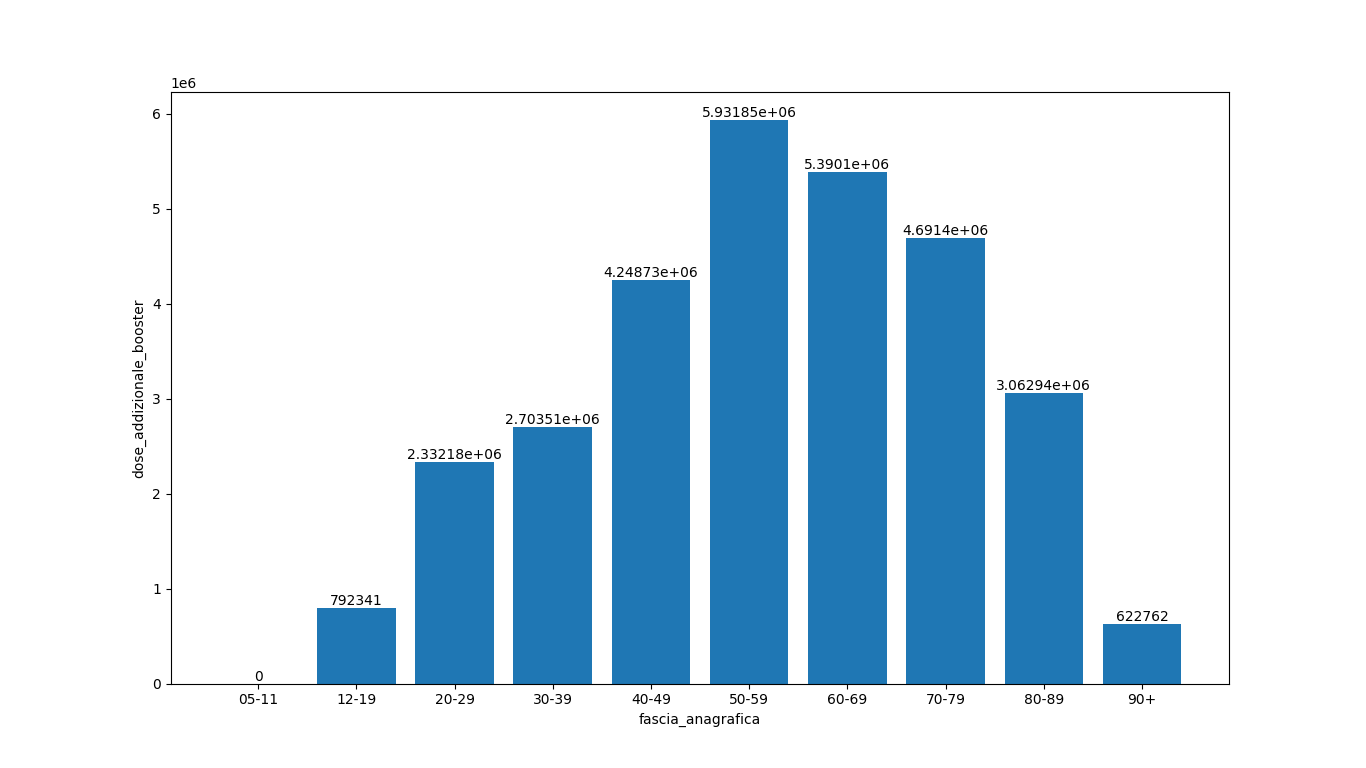 1e6
6
5
4
3
2
1
0
dose_addizionale_booster
0
792341
2.33218e+06
2.70351e+06
4.24873e+06
5.93185e+06
5.3901e+06
4.6914e+06
3.06294e+06
622762
05-11 12-19 20-29 30-39 40-49 50-59 60-69 70-79 80-89 90+
fascia_anagrafica